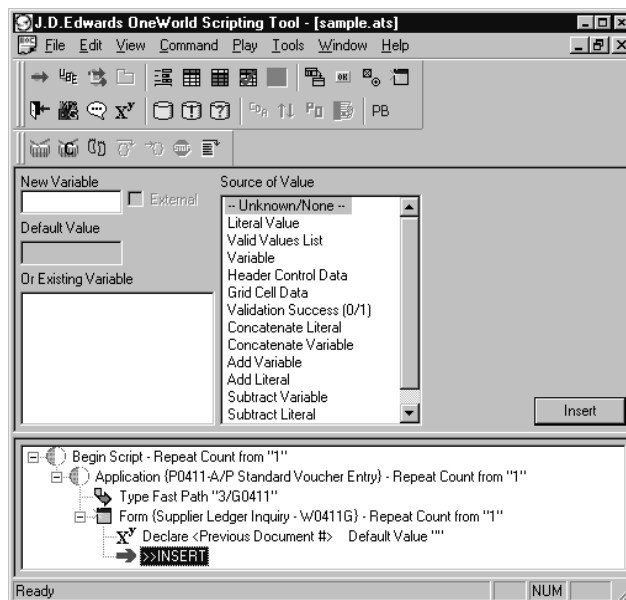 J.D.Edwards OneWorld Scripting Tool - [sample.ats]
File Edit View Command Play Tools Window Help
UBE OK
X^y CDA PO PB
New Variable
External
Source of Value
Default Value
Or Existing Variable
-- Unknown/None --
Literal Value
Valid Values List
Variable
Header Control Data
Grid Cell Data
Validation Success (0/1)
Concatenate Literal
Concatenate Variable
Add Variable
Add Literal
Subtract Variable
Subtract Literal
Insert
Begin Script - Repeat Count from "1"
Application {P0411-A/P Standard Voucher Entry} - Repeat Count from "1"
Type Fast Path "3/G0411"
Form {Supplier Ledger Inquiry - W0411G} - Repeat Count from "1"
X^y Declare <Previous Document #> Default Value ""
>>INSERT
Ready NUM